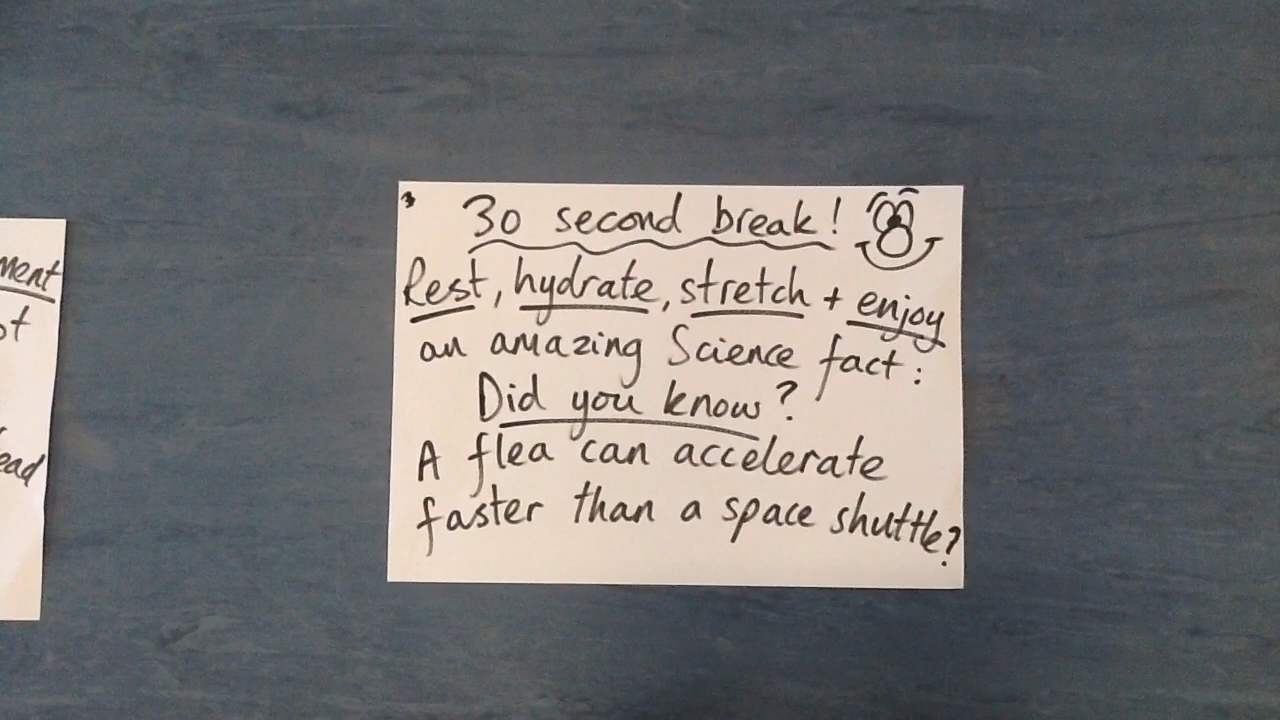 ment
ot
ead
30 second break!
Rest, hydrate, stretch + enjoy
an amazing Science fact:
Did you know?
A flea can accelerate
faster than a space shuttle?